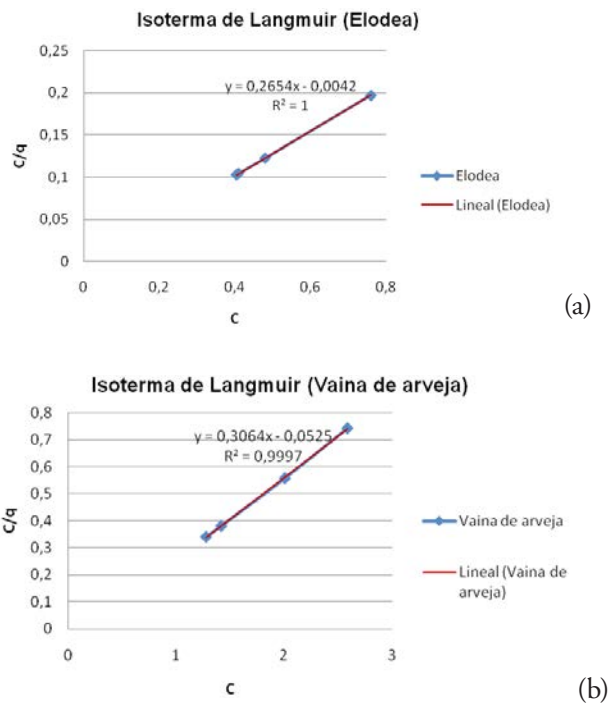 Isoterma de Langmuir (Elodea)
0,25
0,2
0,15
0,1
0,05
0
C/q
y = 0,2654x - 0,0042
R² = 1
0 0,2 0,4 0,6 0,8
C
Elodea
Lineal (Elodea)
(a)
Isoterma de Langmuir (Vaina de arveja)
0,8
0,7
0,6
0,5
0,4
0,3
0,2
0,1
0
C/q
y = 0,3064x - 0,0525
R² = 0,9997
0 1 2 3
C
Vaina de arveja
Lineal (Vaina de
arveja)
(b)